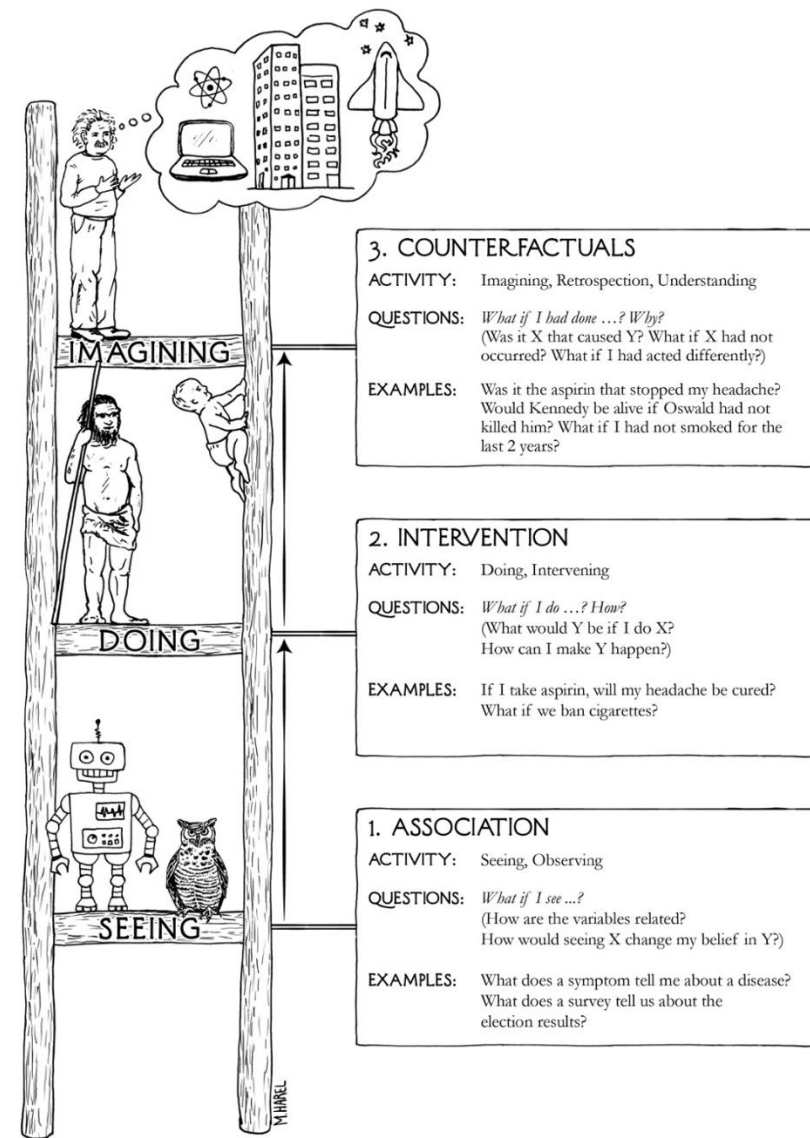 3. COUNTERFACTUALS
ACTIVITY: Imagining, Retrospection, Understanding
QUESTIONS: What if I had done …? Why?
(Was it X that caused Y? What if X had not
occurred? What if I had acted differently?)
EXAMPLES: Was it the aspirin that stopped my headache?
Would Kennedy be alive if Oswald had not
killed him? What if I had not smoked for the
last 2 years?
IMAGINING
2. INTERVENTION
ACTIVITY: Doing, Intervening
QUESTIONS: What if I do …? How?
(What would Y be if I do X?
How can I make Y happen?)
EXAMPLES: If I take aspirin, will my headache be cured?
What if we ban cigarettes?
DOING
1. ASSOCIATION
ACTIVITY: Seeing, Observing
QUESTIONS: What if I see ...?
(How are the variables related?
How would seeing X change my belief in Y?)
EXAMPLES: What does a symptom tell me about a disease?
What does a survey tell us about the
election results?
SEEING
M.HAREL